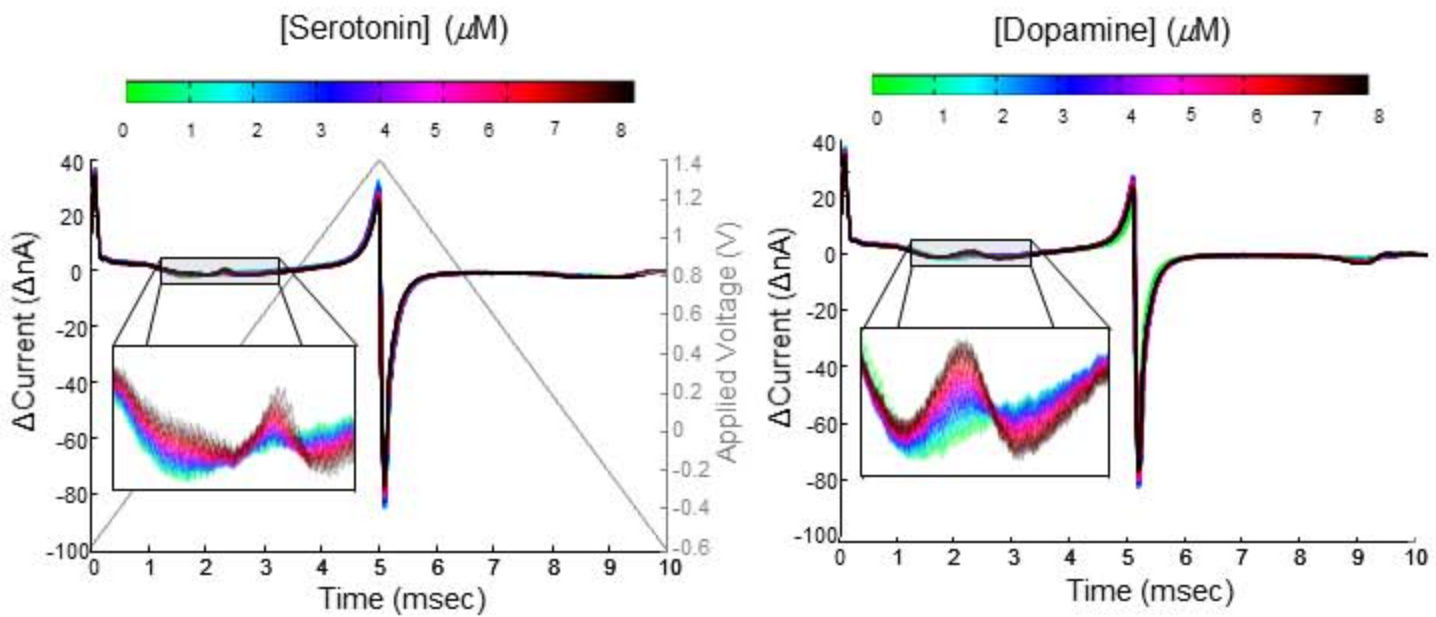 [Serotonin] (μM)
0 1 2 3 4 5 6 7 8
ΔCurrent (ΔnA)
40
20
0
-20
-40
-60
-80
-100
0 1 2 3 4 5 6 7 8 9 10
Time (msec)
1.4
1.2
1
0.8
0.6
0.4
0.2
0
-0.2
-0.4
-0.6
Applied Voltage (V)
[Dopamine] (μM)
0 1 2 3 4 5 6 7 8
ΔCurrent (ΔnA)
40
20
0
-20
-40
-60
-80
-100
0 1 2 3 4 5 6 7 8 9 10
Time (msec)